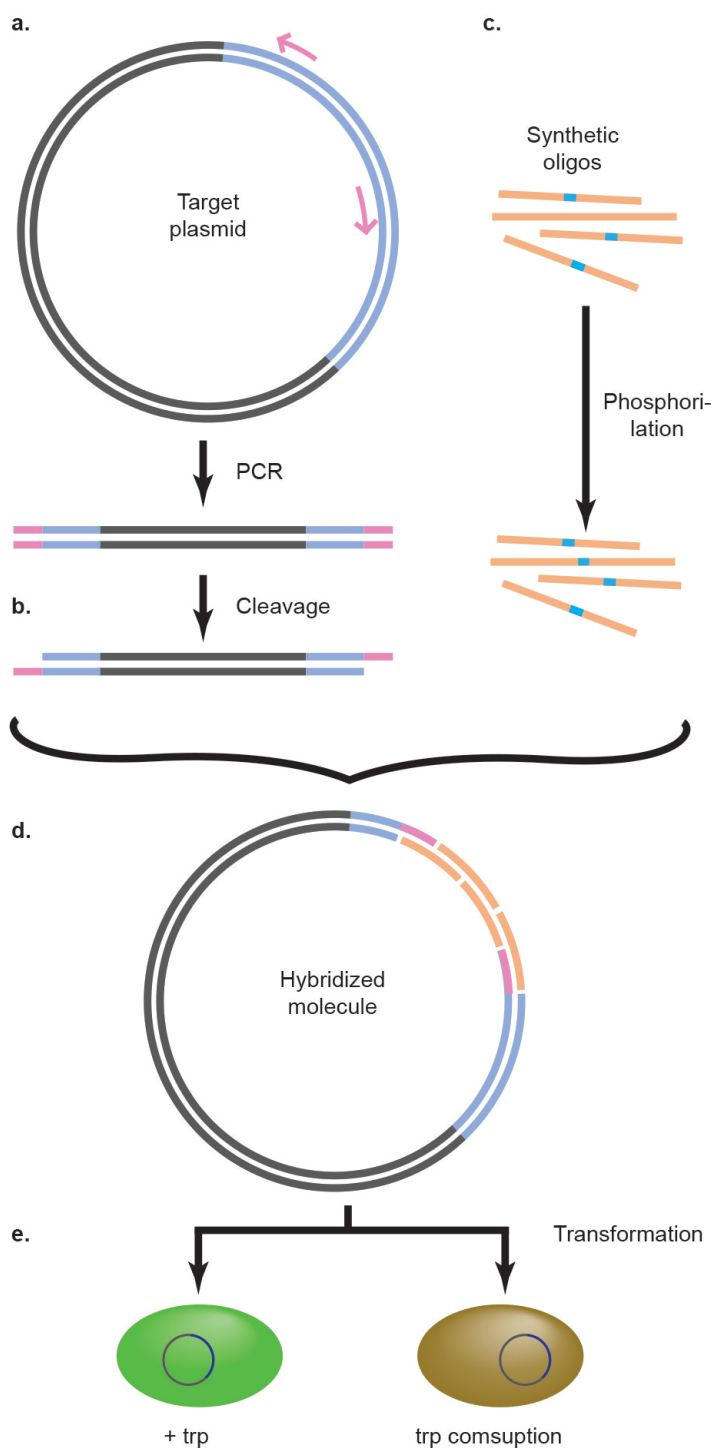 a.
Target
plasmid
PCR
b.
Cleavage
c.
Synthetic
oligos
Phosphori-
lation
d.
Hybridized
molecule
e.
Transformation
+ trp
trp comsuption